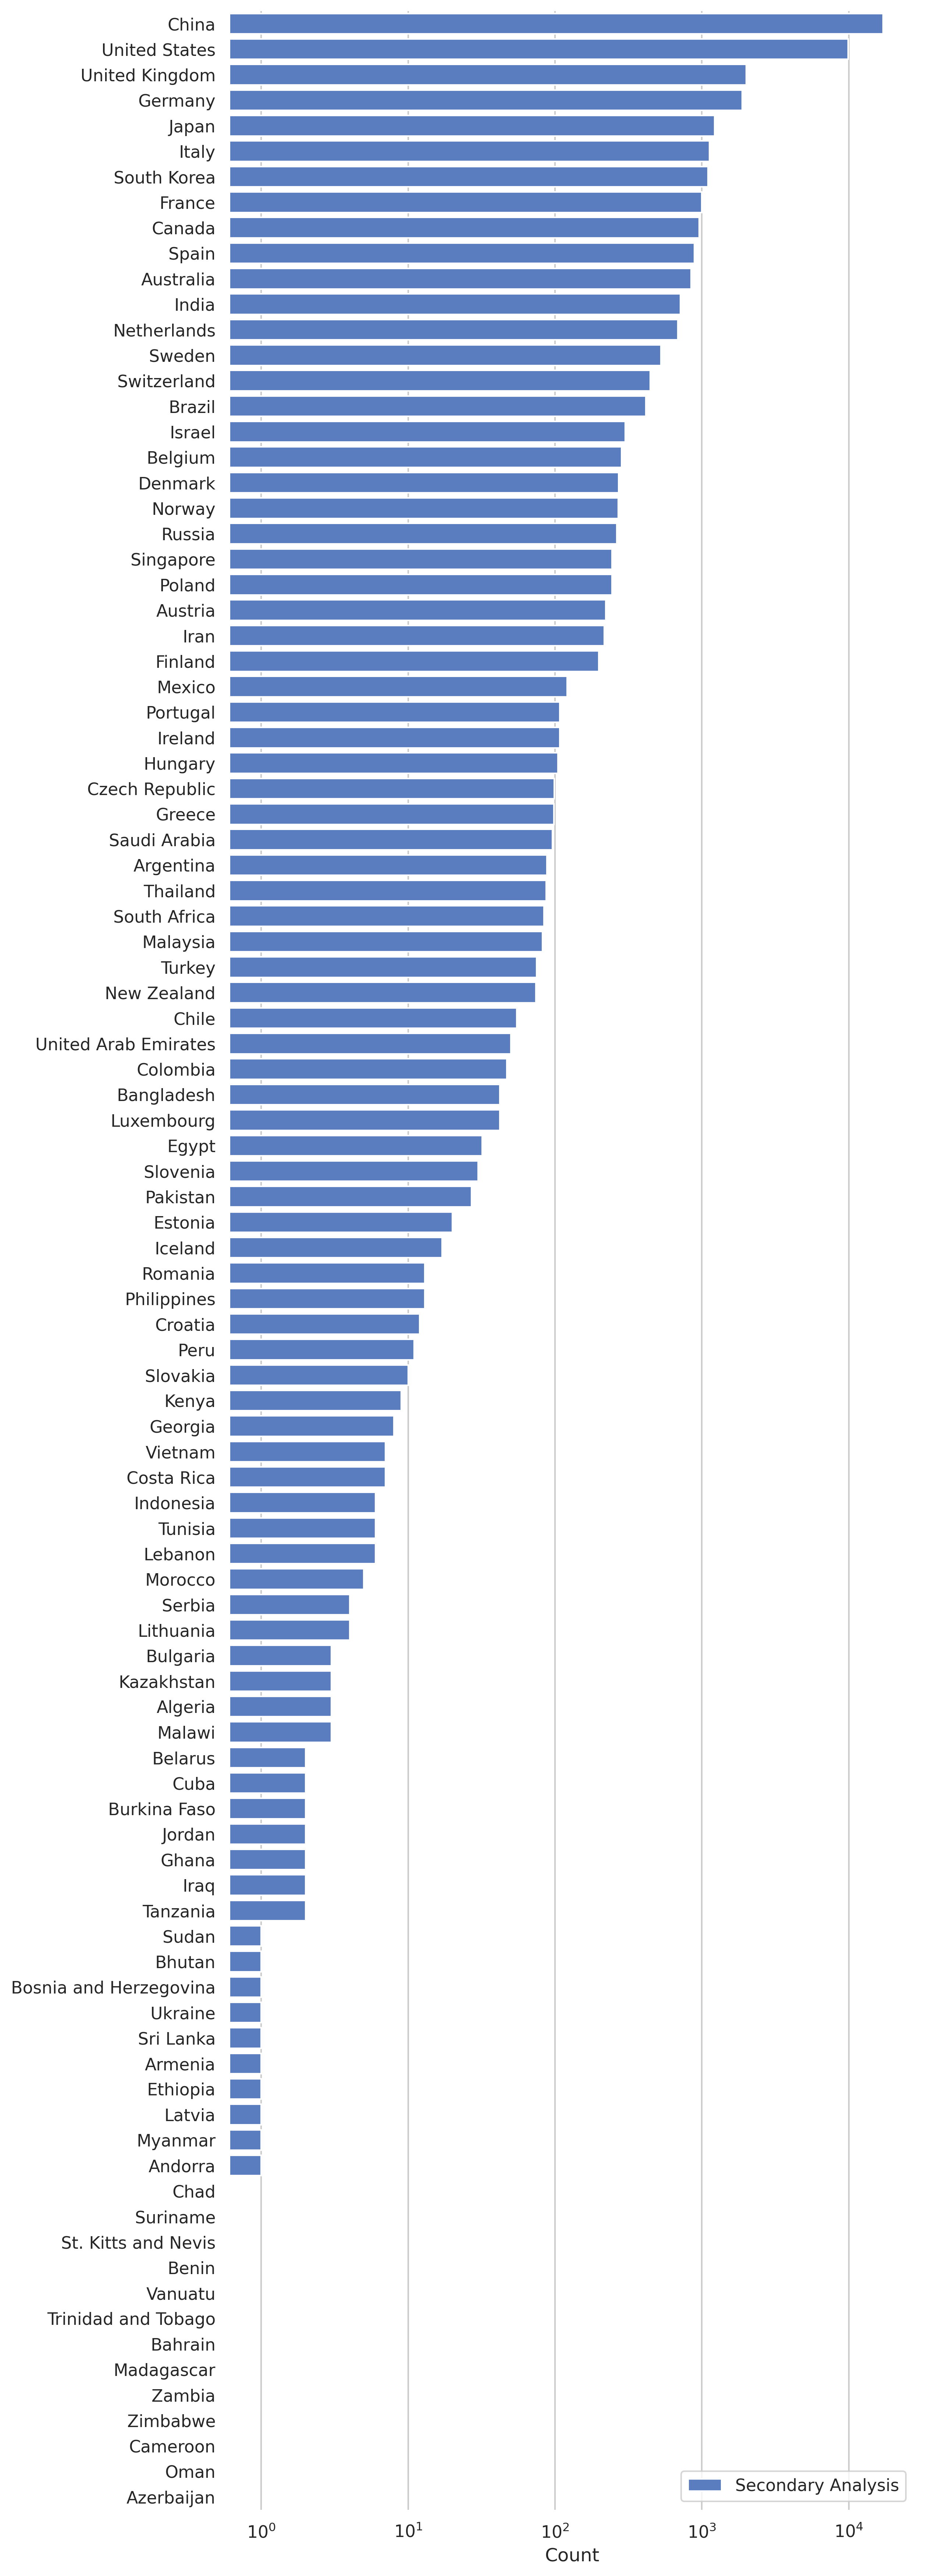 China
United States
United Kingdom
Germany
Japan
Italy
South Korea
France
Canada
Spain
Australia
India
Netherlands
Sweden
Switzerland
Brazil
Israel
Belgium
Denmark
Norway
Russia
Singapore
Poland
Austria
Iran
Finland
Mexico
Portugal
Ireland
Hungary
Czech Republic
Greece
Saudi Arabia
Argentina
Thailand
South Africa
Malaysia
Turkey
New Zealand
Chile
United Arab Emirates
Colombia
Bangladesh
Luxembourg
Egypt
Slovenia
Pakistan
Estonia
Iceland
Romania
Philippines
Croatia
Peru
Slovakia
Kenya
Georgia
Vietnam
Costa Rica
Indonesia
Tunisia
Lebanon
Morocco
Serbia
Lithuania
Bulgaria
Kazakhstan
Algeria
Malawi
Belarus
Cuba
Burkina Faso
Jordan
Ghana
Iraq
Tanzania
Sudan
Bhutan
Bosnia and Herzegovina
Ukraine
Sri Lanka
Armenia
Ethiopia
Latvia
Myanmar
Andorra
Chad
Suriname
St. Kitts and Nevis
Benin
Vanuatu
Trinidad and Tobago
Bahrain
Madagascar
Zambia
Zimbabwe
Cameroon
Oman
Secondary Analysis
Azerbaijan
10⁰ 10¹ 10² 10³ 10⁴
Count